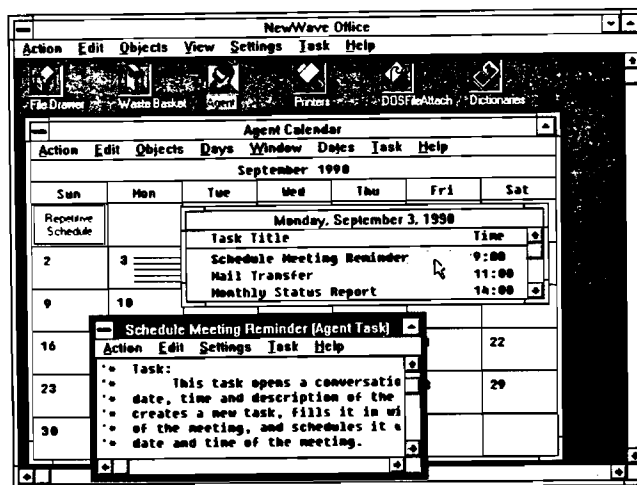 NewWave Office
Action Edit Objects View Settings Task Help
File Drawer Waste Basket Agent Printers DOSFileAttach Dictionaries
Agent Calendar
Action Edit Objects Days Window Dates Task Help
September 1990
Sun Mon Tue Wed Thu Fri Sat
Repetitive
Schedule
Monday, September 3, 1990
Task Title Time
Schedule Meeting Reminder 9:00
Mail Transfer 11:00
Monthly Status Report 14:00
2 3
9 10
16 22
23 29
30
Schedule Meeting Reminder (Agent Task)
Action Edit Settings Task Help
'* Task:
'* This task opens a conversatio
'* date, time and description of the
'* creates a new task, fills it in wi
'* of the meeting, and schedules it
'* date and time of the meeting.